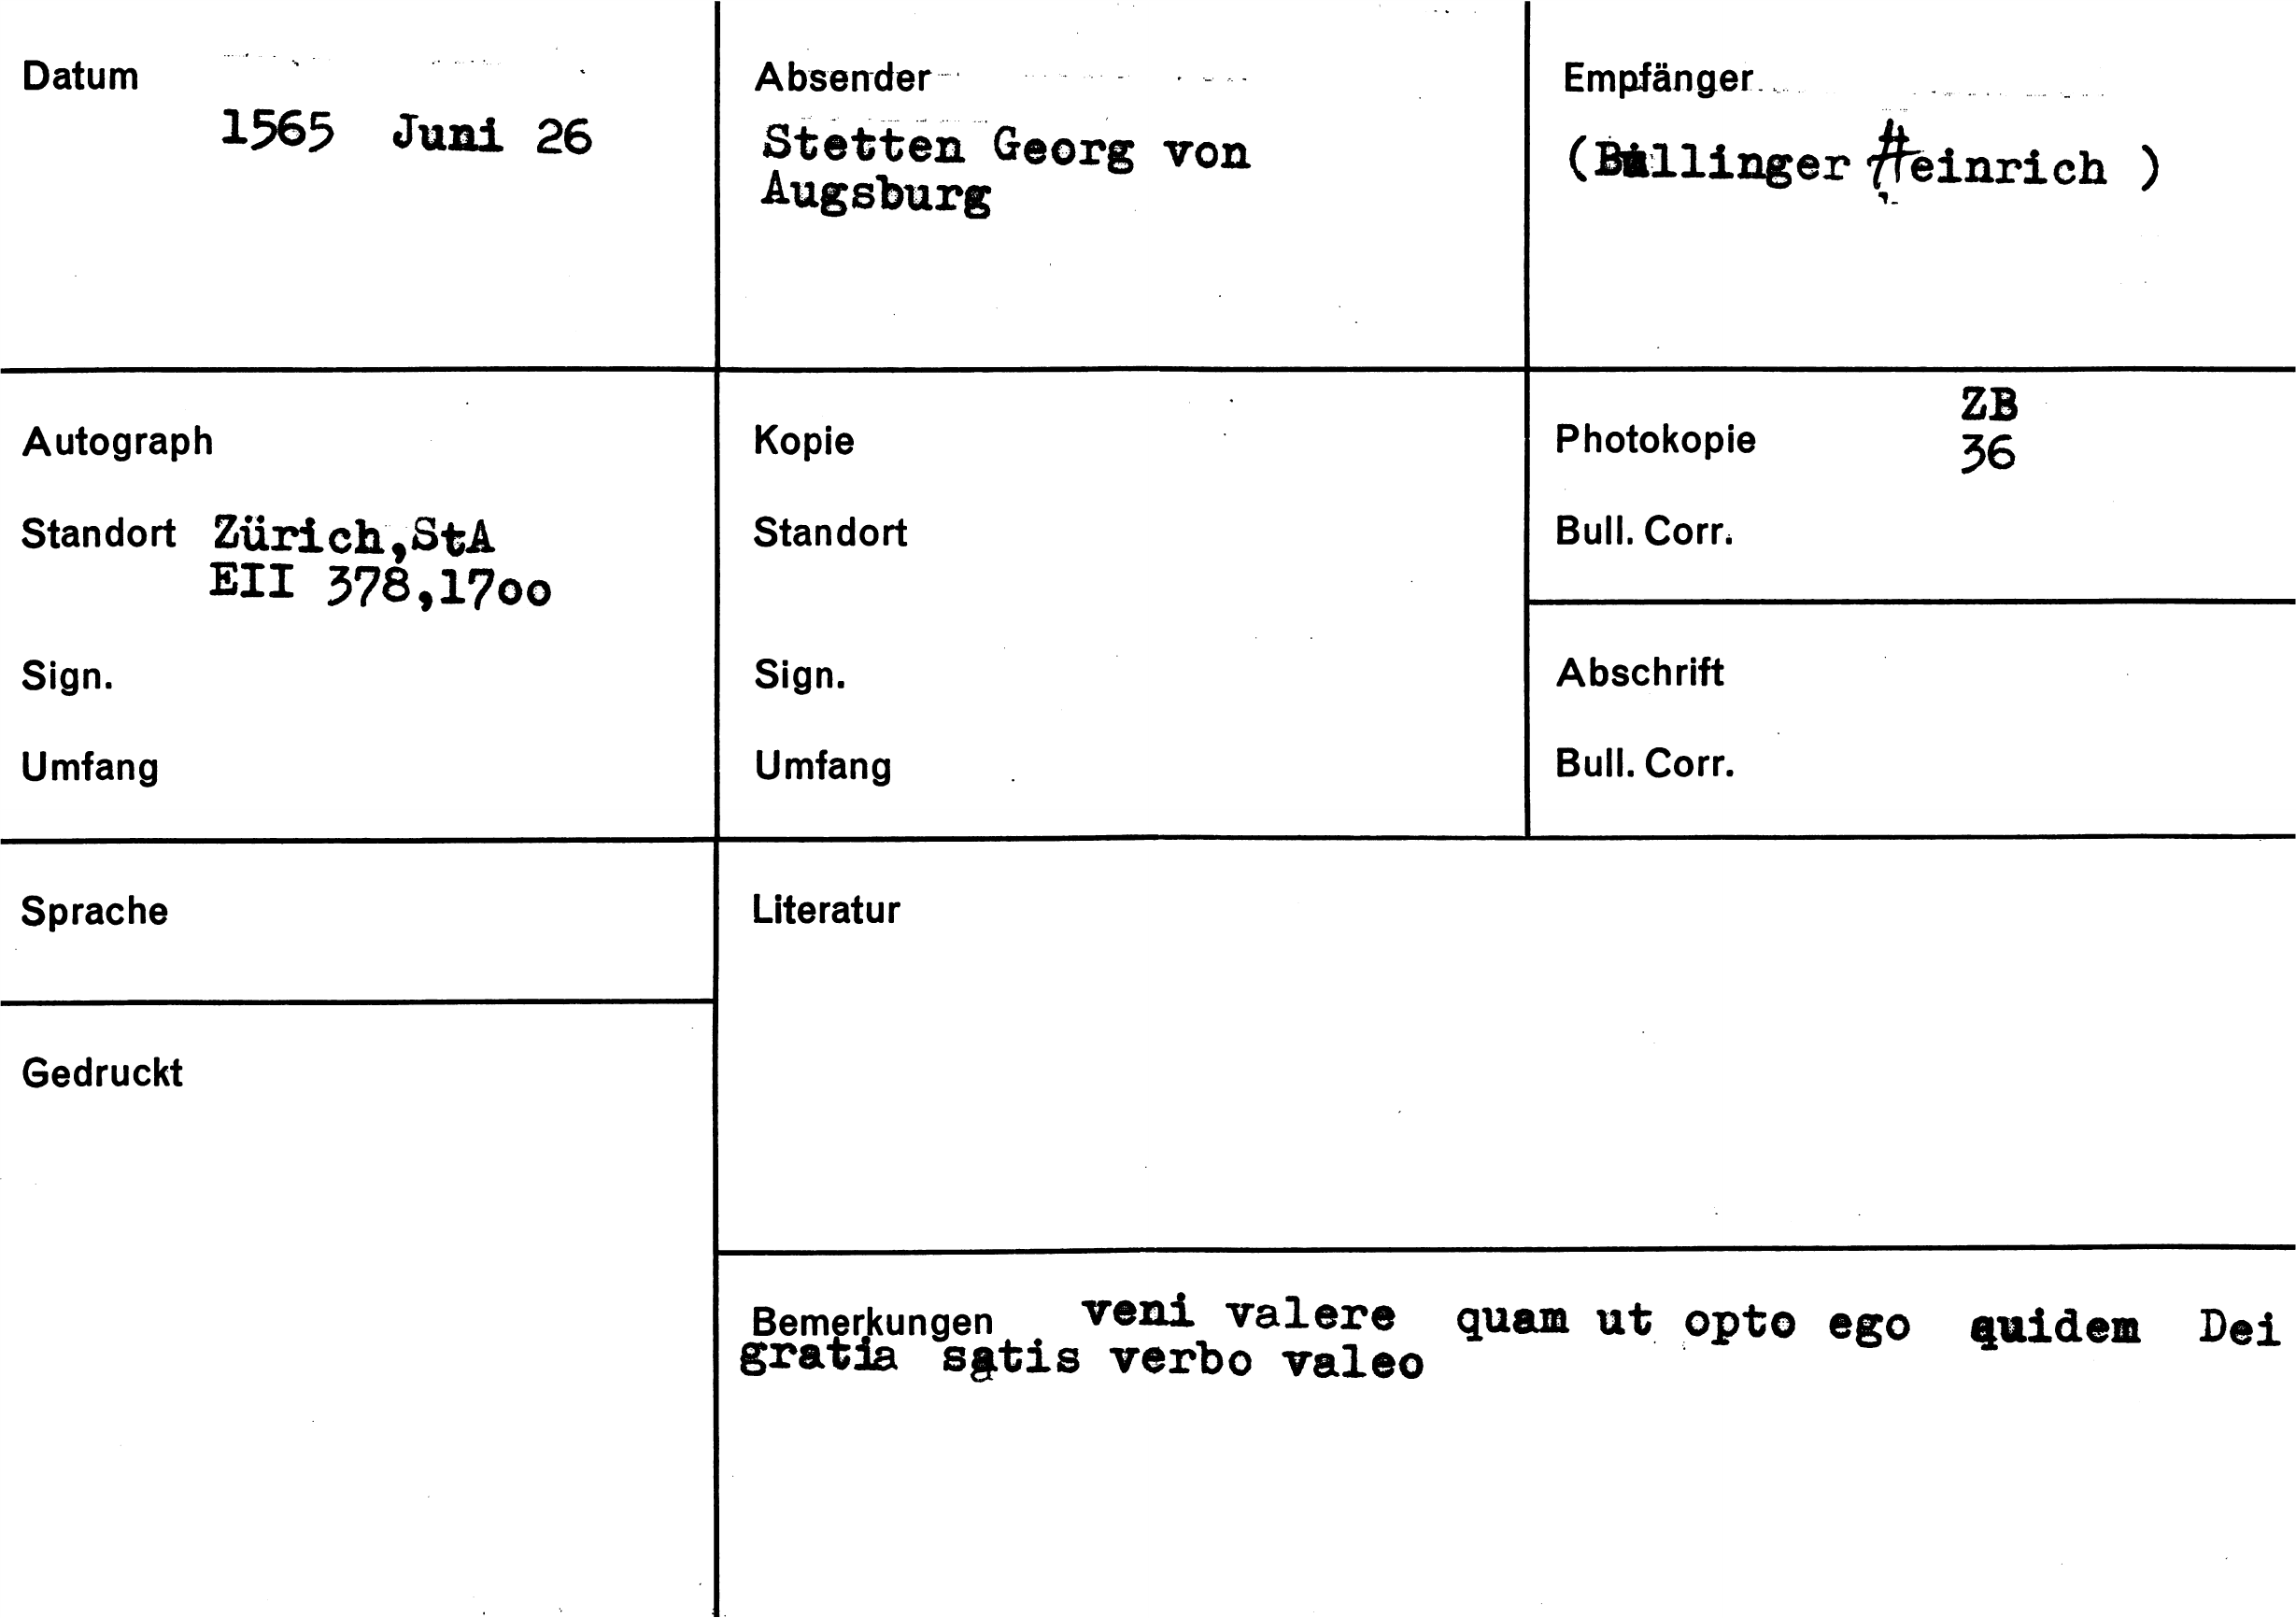 Datum
1565 Juni 26
Absender
Stetten Georg von
Augsburg
Empfänger
(Bullinger Heinrich )
Autograph
Standort Zürich,StA
EII 378,17oo
Sign.
Umfang
Kopie
Standort
Sign.
Umfang
ZB
Photokopie 36
Bull. Corr.
Abschrift
Bull. Corr.
Sprache
Gedruckt
Literatur
Bemerkungen veni valere quam ut opto ego quidem Dei
gratia satis verbo valeo